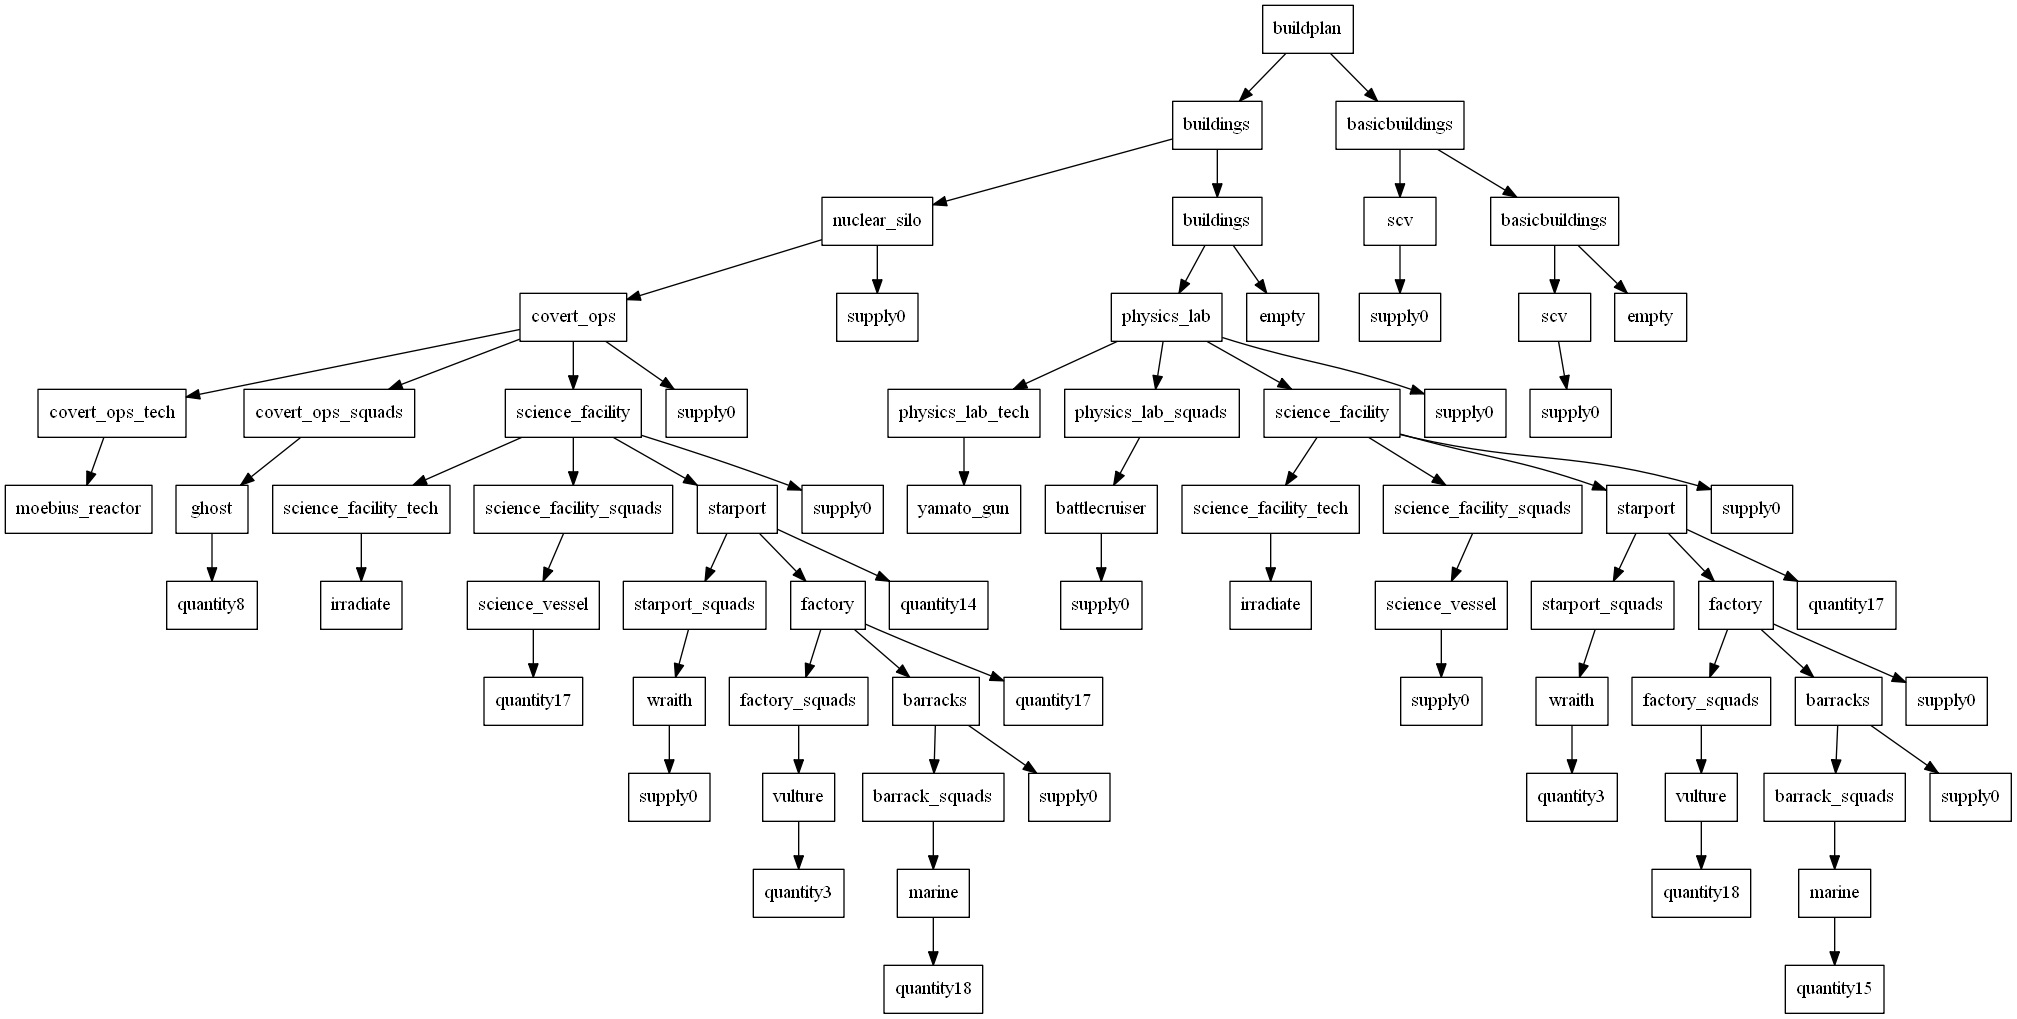 buildplan
buildings
basicbuildings
nuclear_silo
buildings
scv
basicbuildings
covert_ops
supply0
physics_lab
empty
supply0
scv
empty
covert_ops_tech
covert_ops_squads
science_facility
supply0
physics_lab_tech
physics_lab_squads
science_facility
supply0
supply0
moebius_reactor
ghost
science_facility_tech
science_facility_squads
starport
supply0
yamato_gun
battlecruiser
science_facility_tech
science_facility_squads
starport
supply0
quantity8
irradiate
science_vessel
starport_squads
factory
quantity14
supply0
irradiate
science_vessel
starport_squads
factory
quantity17
quantity17
wraith
factory_squads
barracks
quantity17
supply0
wraith
factory_squads
barracks
supply0
supply0
vulture
barrack_squads
supply0
quantity3
vulture
barrack_squads
supply0
quantity3
marine
quantity18
marine
quantity18
quantity15